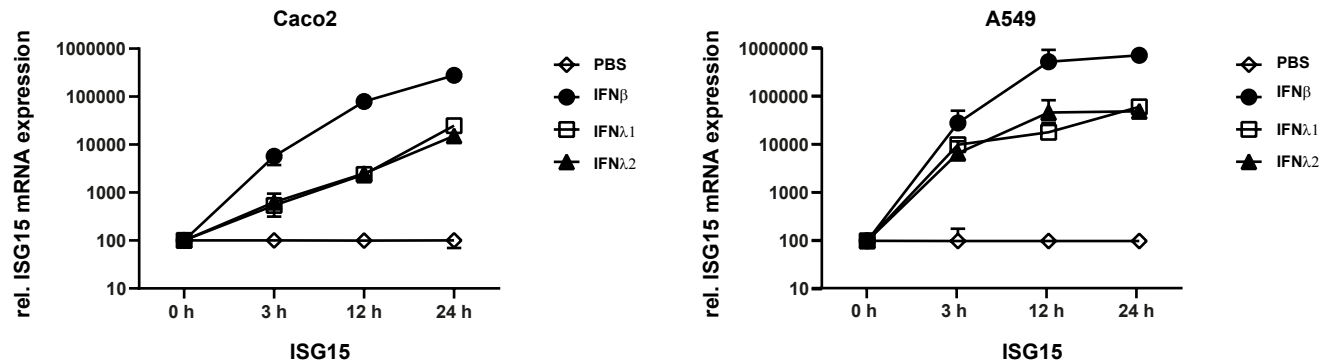 Caco2
rel. ISG15 mRNA expression
1000000
100000
10000
1000
100
10
0 h
3 h
12 h
24 h
ISG15
PBS
IFNβ
IFNλ1
IFNλ2
A549
rel. ISG15 mRNA expression
1000000
100000
10000
1000
100
10
0 h
3 h
12 h
24 h
ISG15
PBS
IFNβ
IFNλ1
IFNλ2